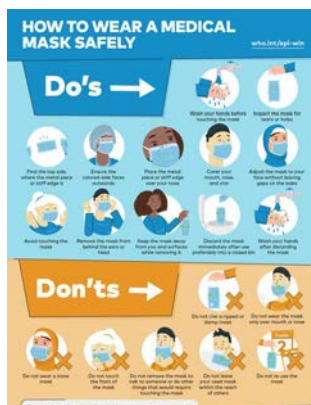 HOW TO WEAR A MEDICAL
MASK SAFELY
who.int/epi-win
Do's
Wash your hands before
touching the mask
Inspect the mask for
tears or holes
Find the top side,
where the metal piece
or stiff edge is
Ensure the
colored-side faces
outwards
Place the metal
piece or stiff edge
over your nose
Cover your
mouth, nose,
and chin
Adjust the mask to your
face without leaving
gaps on the sides
Avoid touching
the mask
Remove the mask from
behind the ears or
head
Keep the mask away
from you and surfaces
while removing it
Discard the mask
immediately after use
preferably into a closed bin
Wash your hands
after discarding
the mask
Don'ts
Do not Use a ripped or
damp mask
Do not wear the mask
only over mouth or nose
Do not wear a loose
mask
Do not touch
the front of
the mask
Do not remove the mask to
talk to someone or do other
things that would require
touching the mask
Do not leave
your used mask
within the reach
of others
Do not re-use the
mask